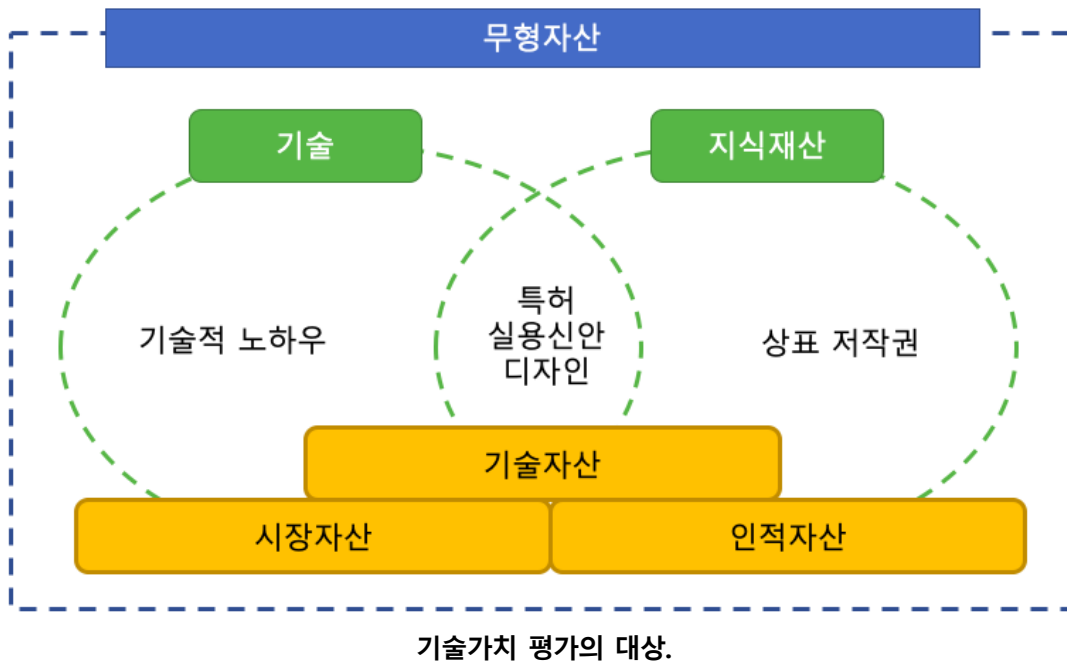 무형자산
기술
지식재산
기술적 노하우
특허
실용신안
디자인
상표 저작권
기술자산
시장자산
인적자산
기술가치 평가의 대상.